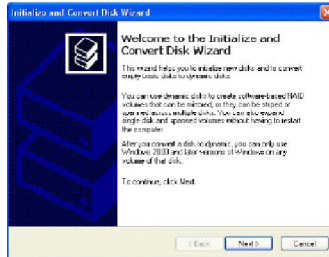 Initialize and Convert Disk Wizard
Welcome to the Initialize and
Convert Disk Wizard
This wizard helps you to initialize new disks and to convert
empty basic disks to dynamic disks.
You can use dynamic disks to create software-based RAID
volumes that can be mirrored, or they can be striped or
spanned across multiple disks. You can also expand
single disk and spanned volumes without having to restart
the computer.
After you convert a disk to dynamic, you can only use
Windows 2000 and later versions of Windows on any
volume of that disk.
To continue, click Next.
< Back Next > Cancel